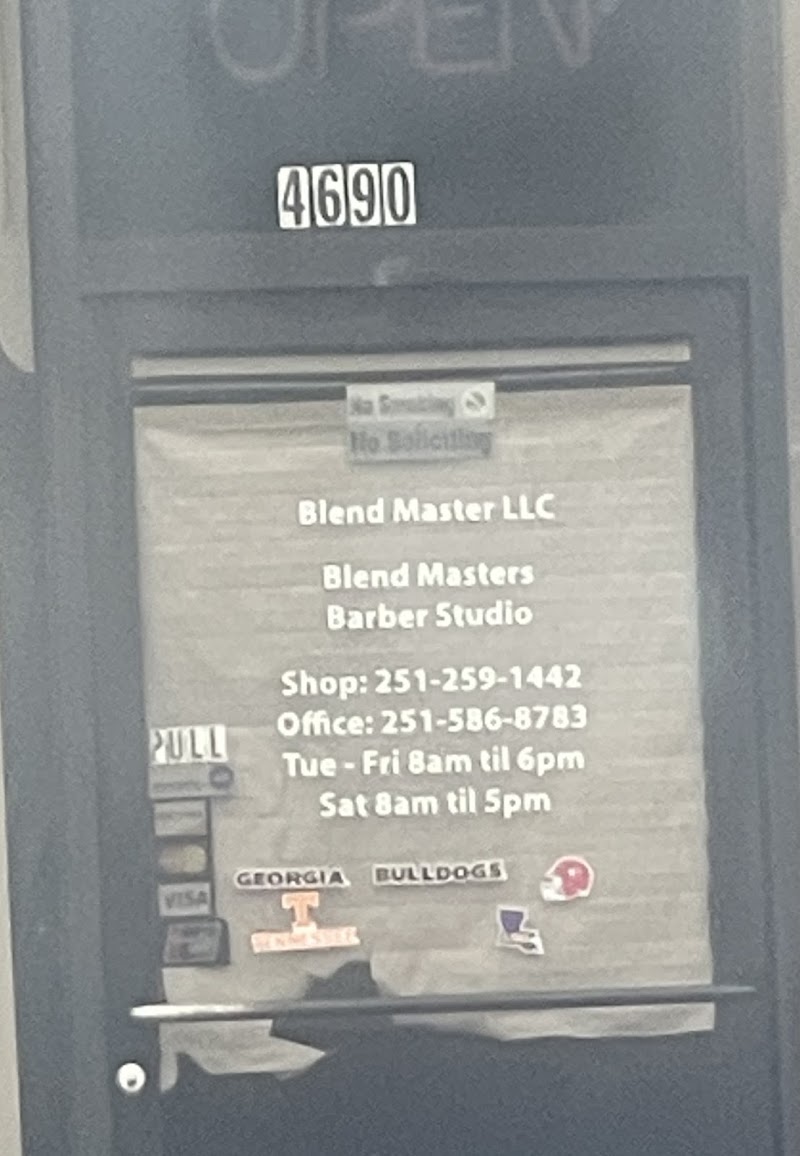 OPEN
4690
No Smoking
No Soliciting
Blend Master LLC
Blend Masters
Barber Studio
Shop: 251-259-1442
Office: 251-586-8783
Tue - Fri 8am til 6pm
Sat 8am til 5pm
PULL
VISA
GEORGIA BULLDOGS
T
TENNESSEE